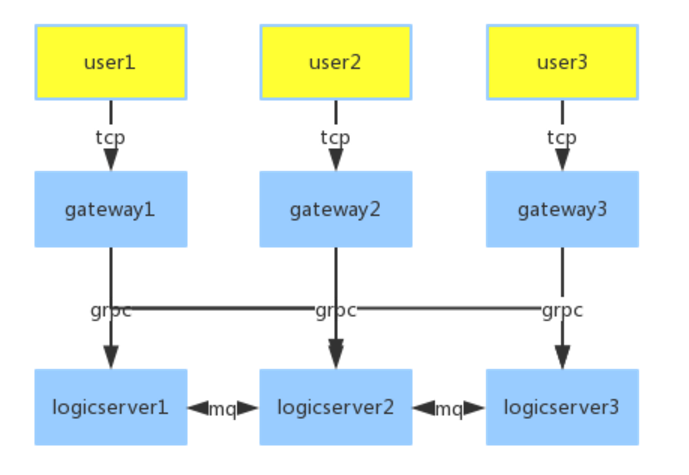 user1
user2
user3
tcp
tcp
tcp
gateway1
gateway2
gateway3
grpc
grpc
grpc
logicserver1
mq
logicserver2
mq
logicserver3